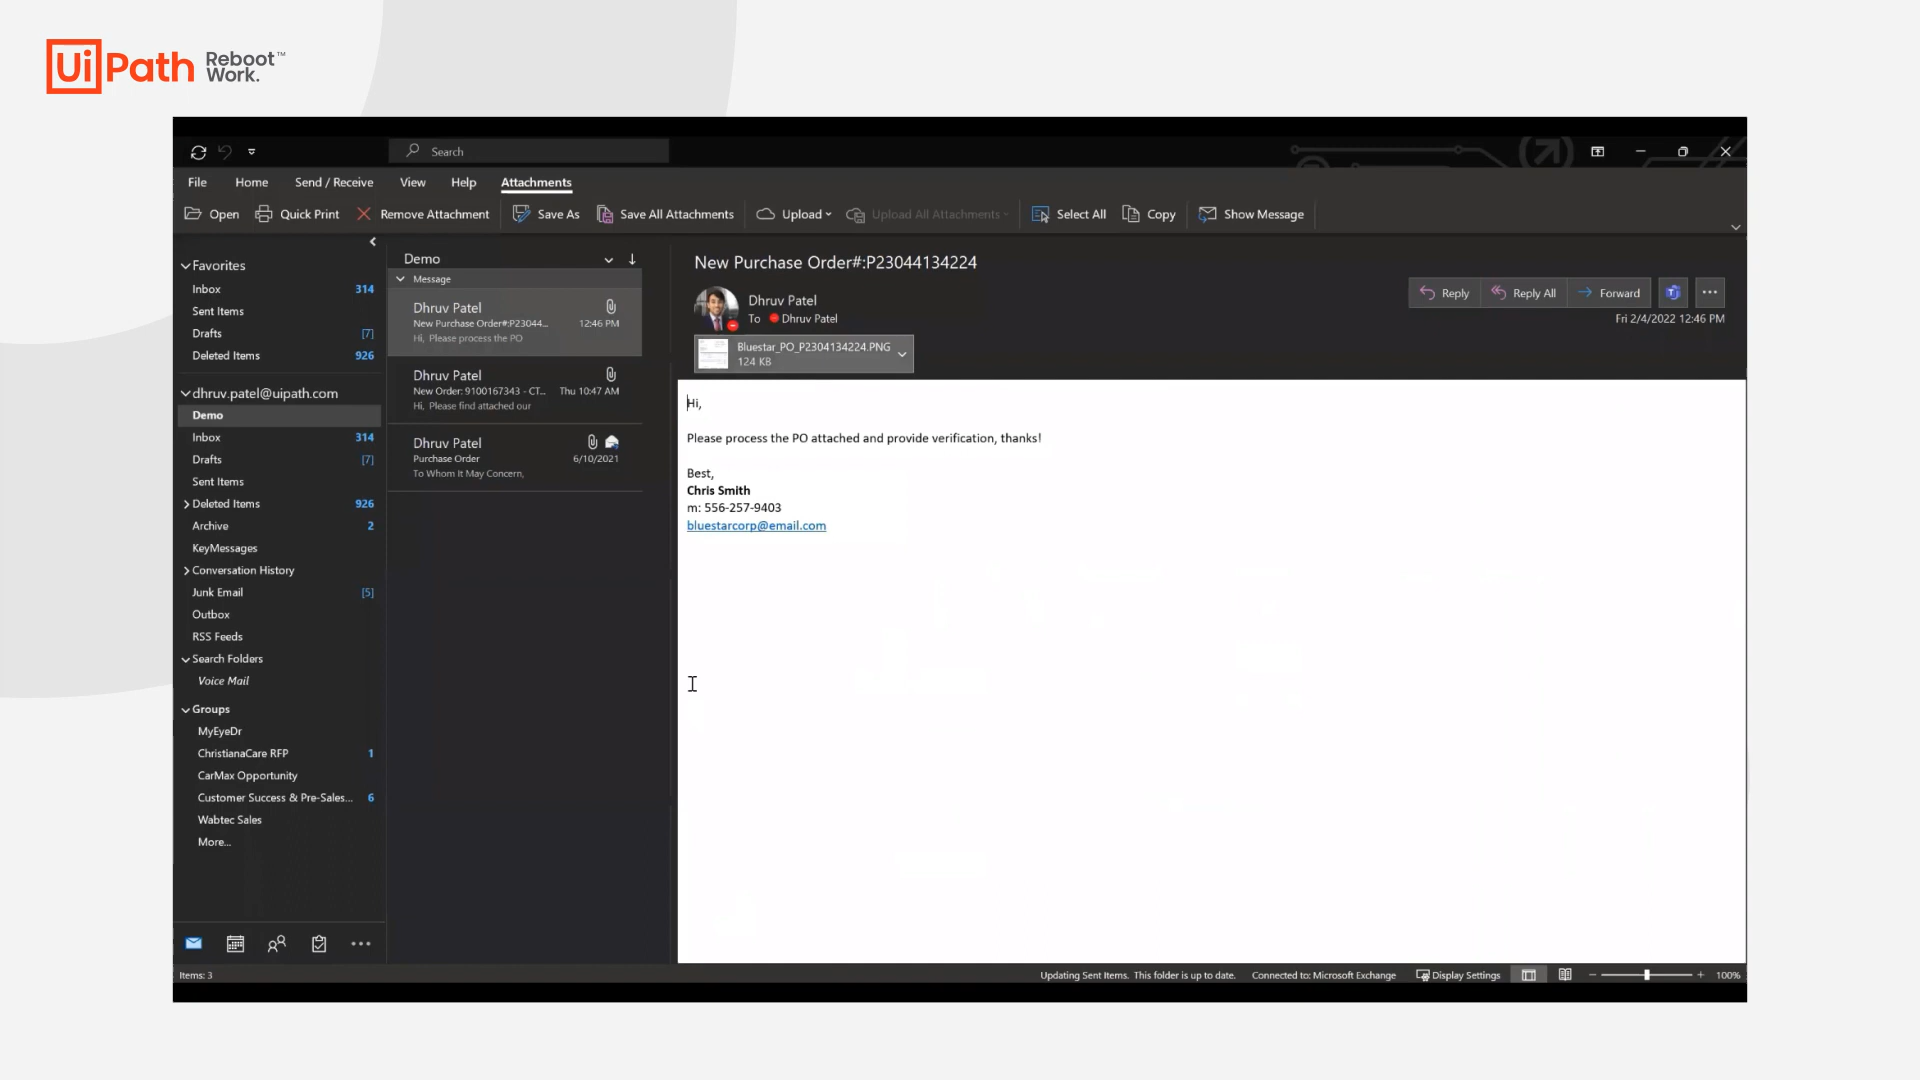 UiPath Reboot Work.™
Search
File Home Send / Receive View Help Attachments
Open Quick Print Remove Attachment Save As Save All Attachments Upload Upload All Attachments Select All Copy Show Message
Favorites
Inbox 314
Sent Items
Drafts [7]
Deleted Items 926
dhruv.patel@uipath.com
Demo
Inbox 314
Drafts [7]
Sent Items
Deleted Items 926
Archive 2
KeyMessages
Conversation History
Junk Email [5]
Outbox
RSS Feeds
Search Folders
Voice Mail
Groups
MyEyeDr
ChristianaCare RFP 1
CarMax Opportunity
Customer Success & Pre-Sales... 6
Wabtec Sales
More...
Items: 3
Demo
Message
Dhruv Patel
New Purchase Order#:P23044... 12:46 PM
Hi, Please process the PO
Dhruv Patel
New Order: 9100167343 - CT... Thu 10:47 AM
Hi, Please find attached our
Dhruv Patel
Purchase Order 6/10/2021
To Whom It May Concern,
New Purchase Order#:P23044134224
Dhruv Patel
To Dhruv Patel
Reply Reply All Forward
Fri 2/4/2022 12:46 PM
Bluestar_PO_P2304134224.PNG
124 KB
Hi,
Please process the PO attached and provide verification, thanks!
Best,
Chris Smith
m: 556-257-9403
bluestarcorp@email.com
Updating Sent Items. This folder is up to date. Connected to: Microsoft Exchange Display Settings 100%